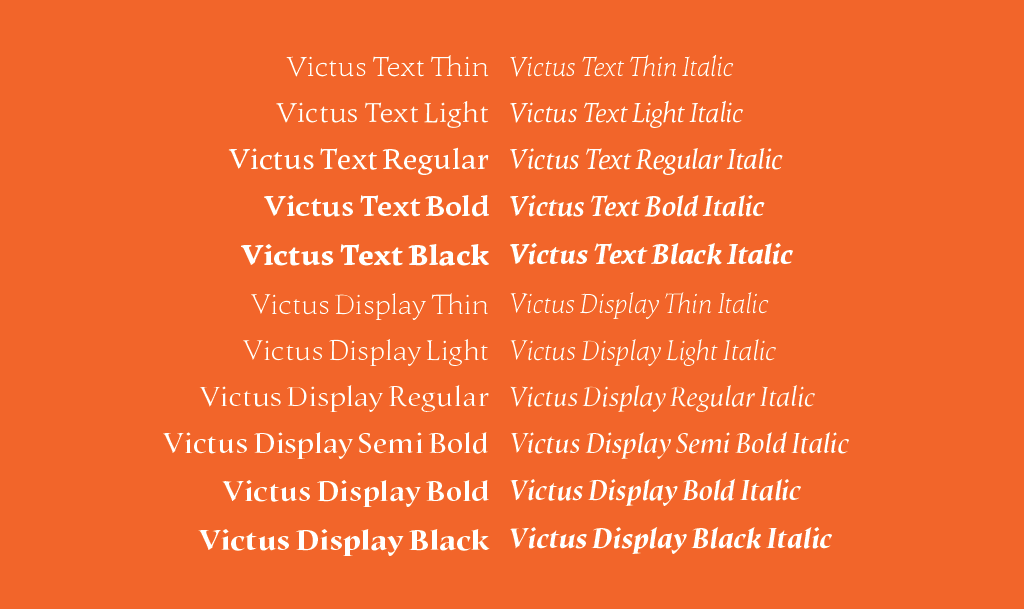 Victus Text Thin Victus Text Thin Italic
Victus Text Light Victus Text Light Italic
Victus Text Regular Victus Text Regular Italic
Victus Text Bold Victus Text Bold Italic
Victus Text Black Victus Text Black Italic
Victus Display Thin Victus Display Thin Italic
Victus Display Light Victus Display Light Italic
Victus Display Regular Victus Display Regular Italic
Victus Display Semi Bold Victus Display Semi Bold Italic
Victus Display Bold Victus Display Bold Italic
Victus Display Black Victus Display Black Italic